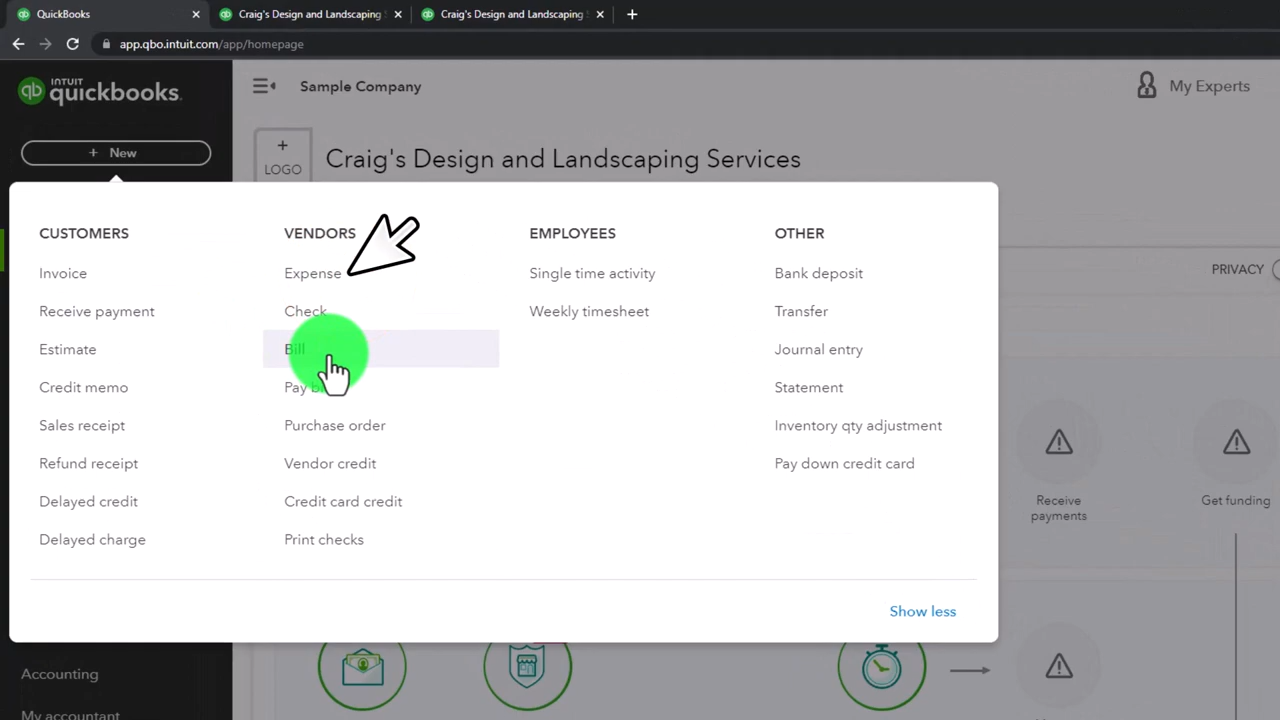 QuickBooks
Craig's Design and Landscaping
Craig's Design and Landscaping
app.qbo.intuit.com/app/homepage
INTUIT
quickbooks.
Sample Company
My Experts
+ New
+
LOGO
Craig's Design and Landscaping Services
CUSTOMERS
Invoice
Receive payment
Estimate
Credit memo
Sales receipt
Refund receipt
Delayed credit
Delayed charge
VENDORS
Expense
Check
Bill
Pay
Purchase order
Vendor credit
Credit card credit
Print checks
EMPLOYEES
Single time activity
Weekly timesheet
OTHER
Bank deposit
Transfer
Journal entry
Statement
Inventory qty adjustment
Pay down credit card
Show less
PRIVACY
Receive
payments
Get funding
Accounting
My accountant